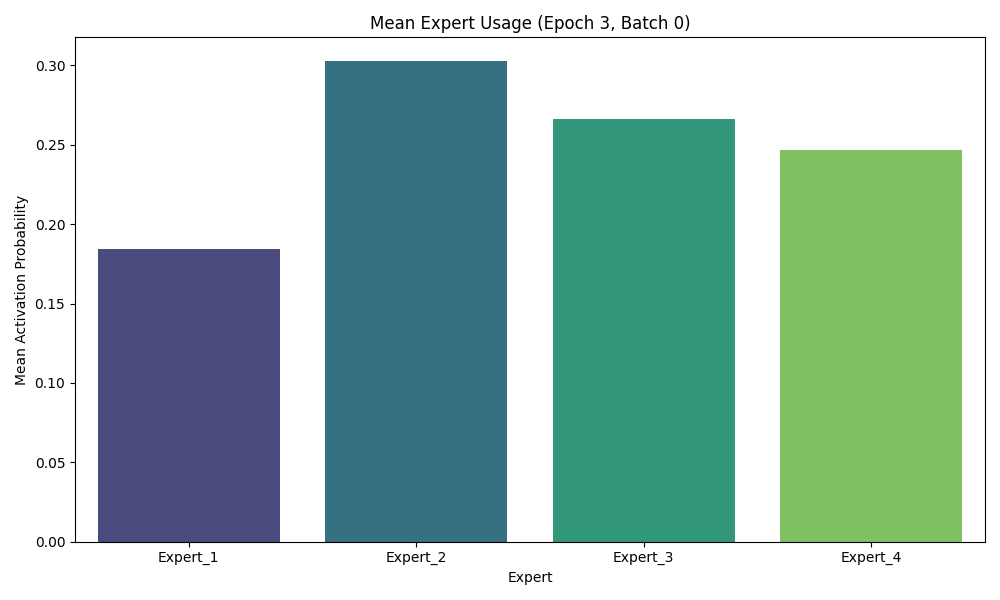 Mean Expert Usage (Epoch 3, Batch 0)
Mean Activation Probability
0.30
0.25
0.20
0.15
0.10
0.05
0.00
Expert_1 Expert_2 Expert_3 Expert_4
Expert